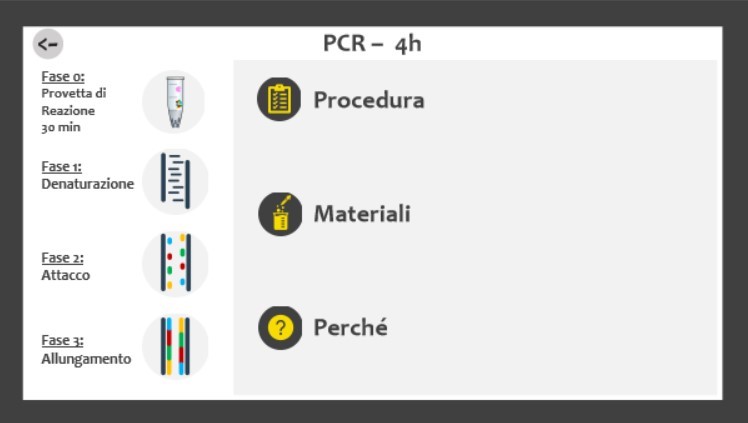 <-
PCR – 4h
Fase 0:
Provetta di
Reazione
30 min
Fase 1:
Denaturazione
Fase 2:
Attacco
Fase 3:
Allungamento
Procedura
Materiali
?
Perché